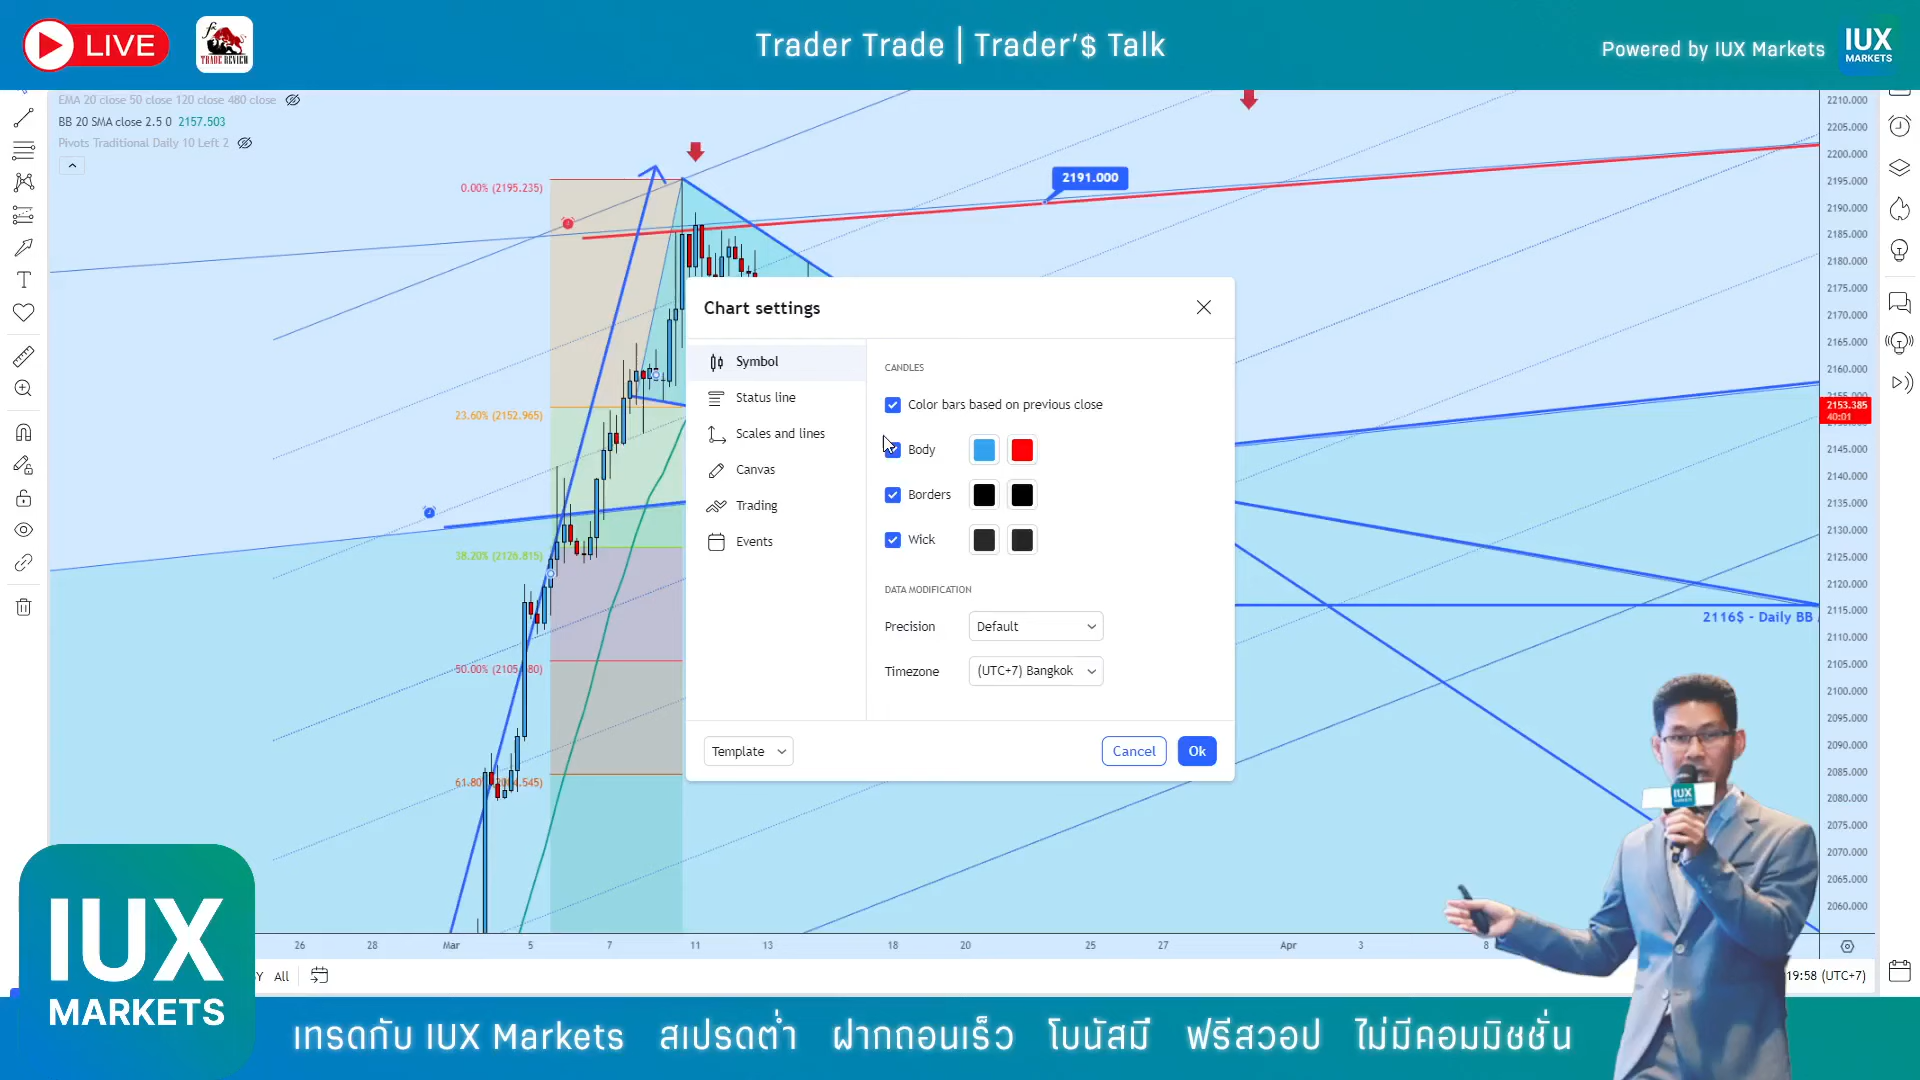 LIVE
fx
TRADE REVIEW
Trader Trade | Trader'$ Talk
Powered by IUX Markets
IUX
MARKETS
EMA 20 close 50 close 120 close 480 close
BB 20 SMA close 2.5 0 2157.503
Pivots Traditional Daily 10 Left 2
0.00% (2195.235)
23.60% (2152.965)
38.20% (2126.815)
2191.000
2210.000
2205.000
2200.000
2195.000
2190.000
2185.000
2180.000
2175.000
2170.000
2165.000
2160.000
2153.385
40:01
2145.000
2140.000
2135.000
2130.000
2125.000
2120.000
2115.000
2110.000
2105.000
2100.000
2095.000
2090.000
2085.000
2080.000
2075.000
2070.000
2065.000
2060.000
2116$ - Daily BB
Chart settings
Symbol
Status line
Scales and lines
Canvas
Trading
Events
CANDLES
Color bars based on previous close
Body
Borders
Wick
DATA MODIFICATION
Precision
Default
Timezone
(UTC+7) Bangkok
Template
Cancel
Ok
IUX
26 28 Mar 5 7 11 13 18 20 25 27 Apr 3 8
All
19:58 (UTC+7)
IUX
MARKETS
เทรดกับ IUX Markets สเปรดต่ำ ฝากถอนเร็ว โบนัสมี ฟรีสวอป ไม่มีคอมมิชชั่น